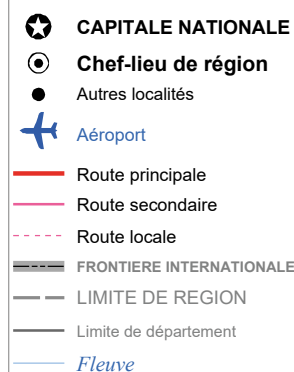 CAPITALE NATIONALE
Chef-lieu de région
Autres localités
Aéroport
Route principale
Route secondaire
Route locale
FRONTIERE INTERNATIONALE
LIMITE DE REGION
Limite de département
Fleuve